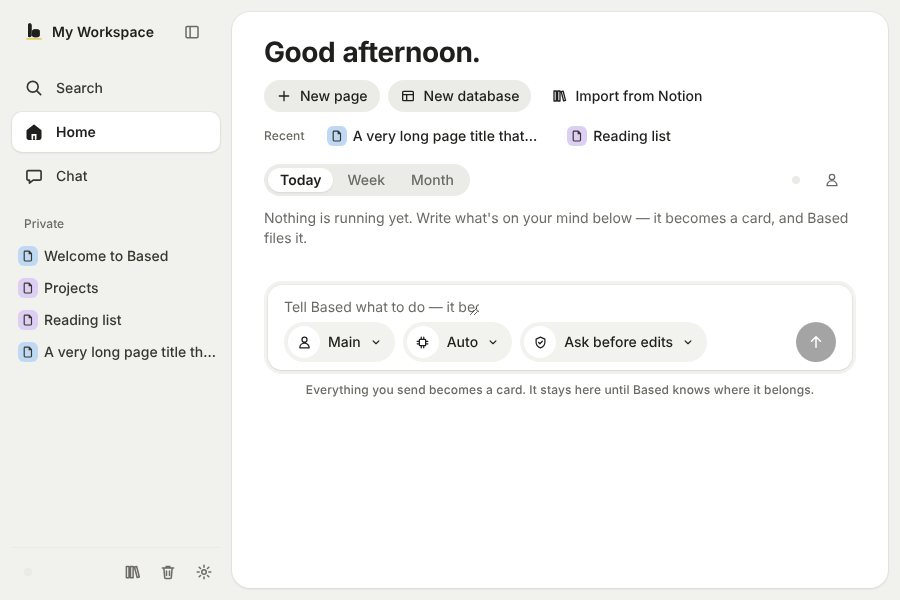 My Workspace
Search
Home
Chat
Private
Welcome to Based
Projects
Reading list
A very long page title th...
Good afternoon.
New page
New database
Import from Notion
Recent
A very long page title that...
Reading list
Today
Week
Month
Nothing is running yet. Write what's on your mind below — it becomes a card, and Based
files it.
Tell Based what to do — it
Main
Auto
Ask before edits
Everything you send becomes a card. It stays here until Based knows where it belongs.